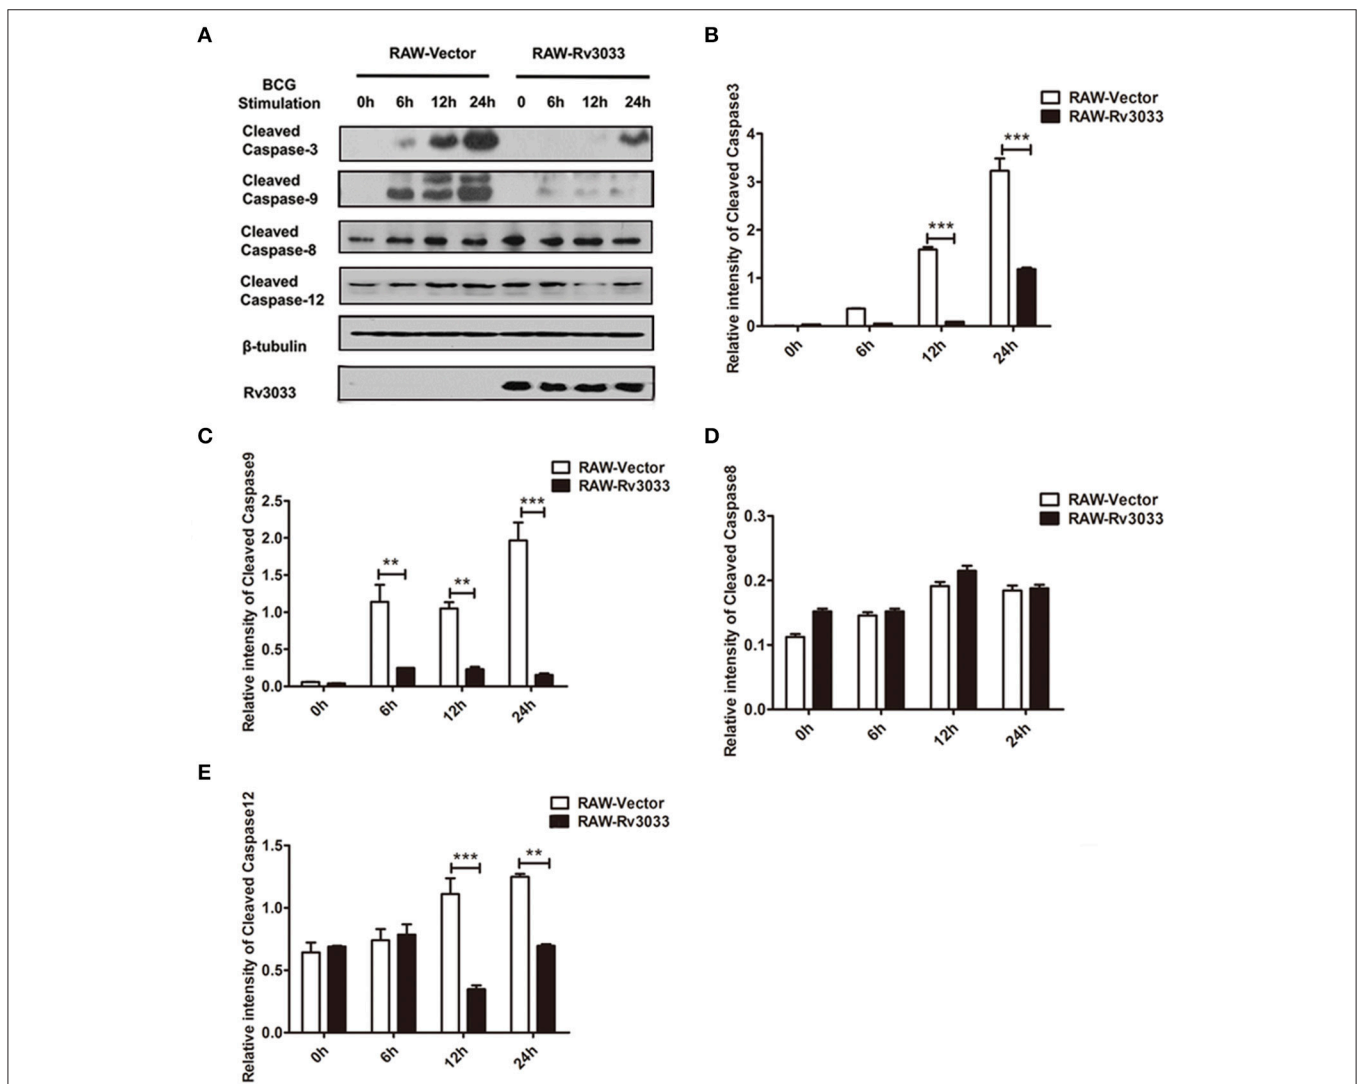 A
RAW-Vector RAW-Rv3033
BCG
Stimulation 0h 6h 12h 24h 0 6h 12h 24h
Cleaved
Caspase-3
Cleaved
Caspase-9
Cleaved
Caspase-8
Cleaved
Caspase-12
β-tubulin
Rv3033
B
RAW-Vector
RAW-Rv3033
Relative intensity of Cleaved Caspase3
4
3
2
1
0
***
***
0h 6h 12h 24h
C
RAW-Vector
RAW-Rv3033
Relative intensity of Cleaved Caspase9
2.5
2.0
1.5
1.0
0.5
0.0
** ** ***
0h 6h 12h 24h
D
RAW-Vector
RAW-Rv3033
Relative intensity of Cleaved Caspase8
0.3
0.2
0.1
0.0
0h 6h 12h 24h
E
RAW-Vector
RAW-Rv3033
Relative intensity of Cleaved Caspase12
1.5
1.0
0.5
0.0
*** **
0h 6h 12h 24h